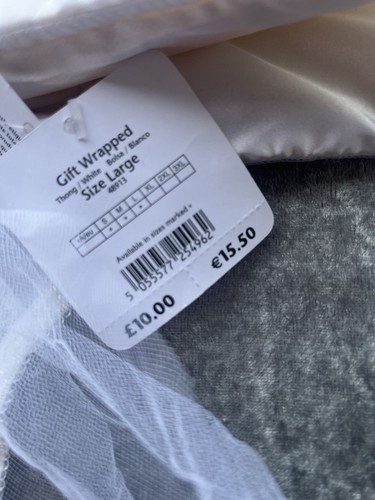 Gift Wrapped
Thong / White Bolsa / Blanco
Size Large
48913
S M L XL 2XL 3XL
* * *
Available in sizes marked *
5 055577 254962
£10.00
€15.50